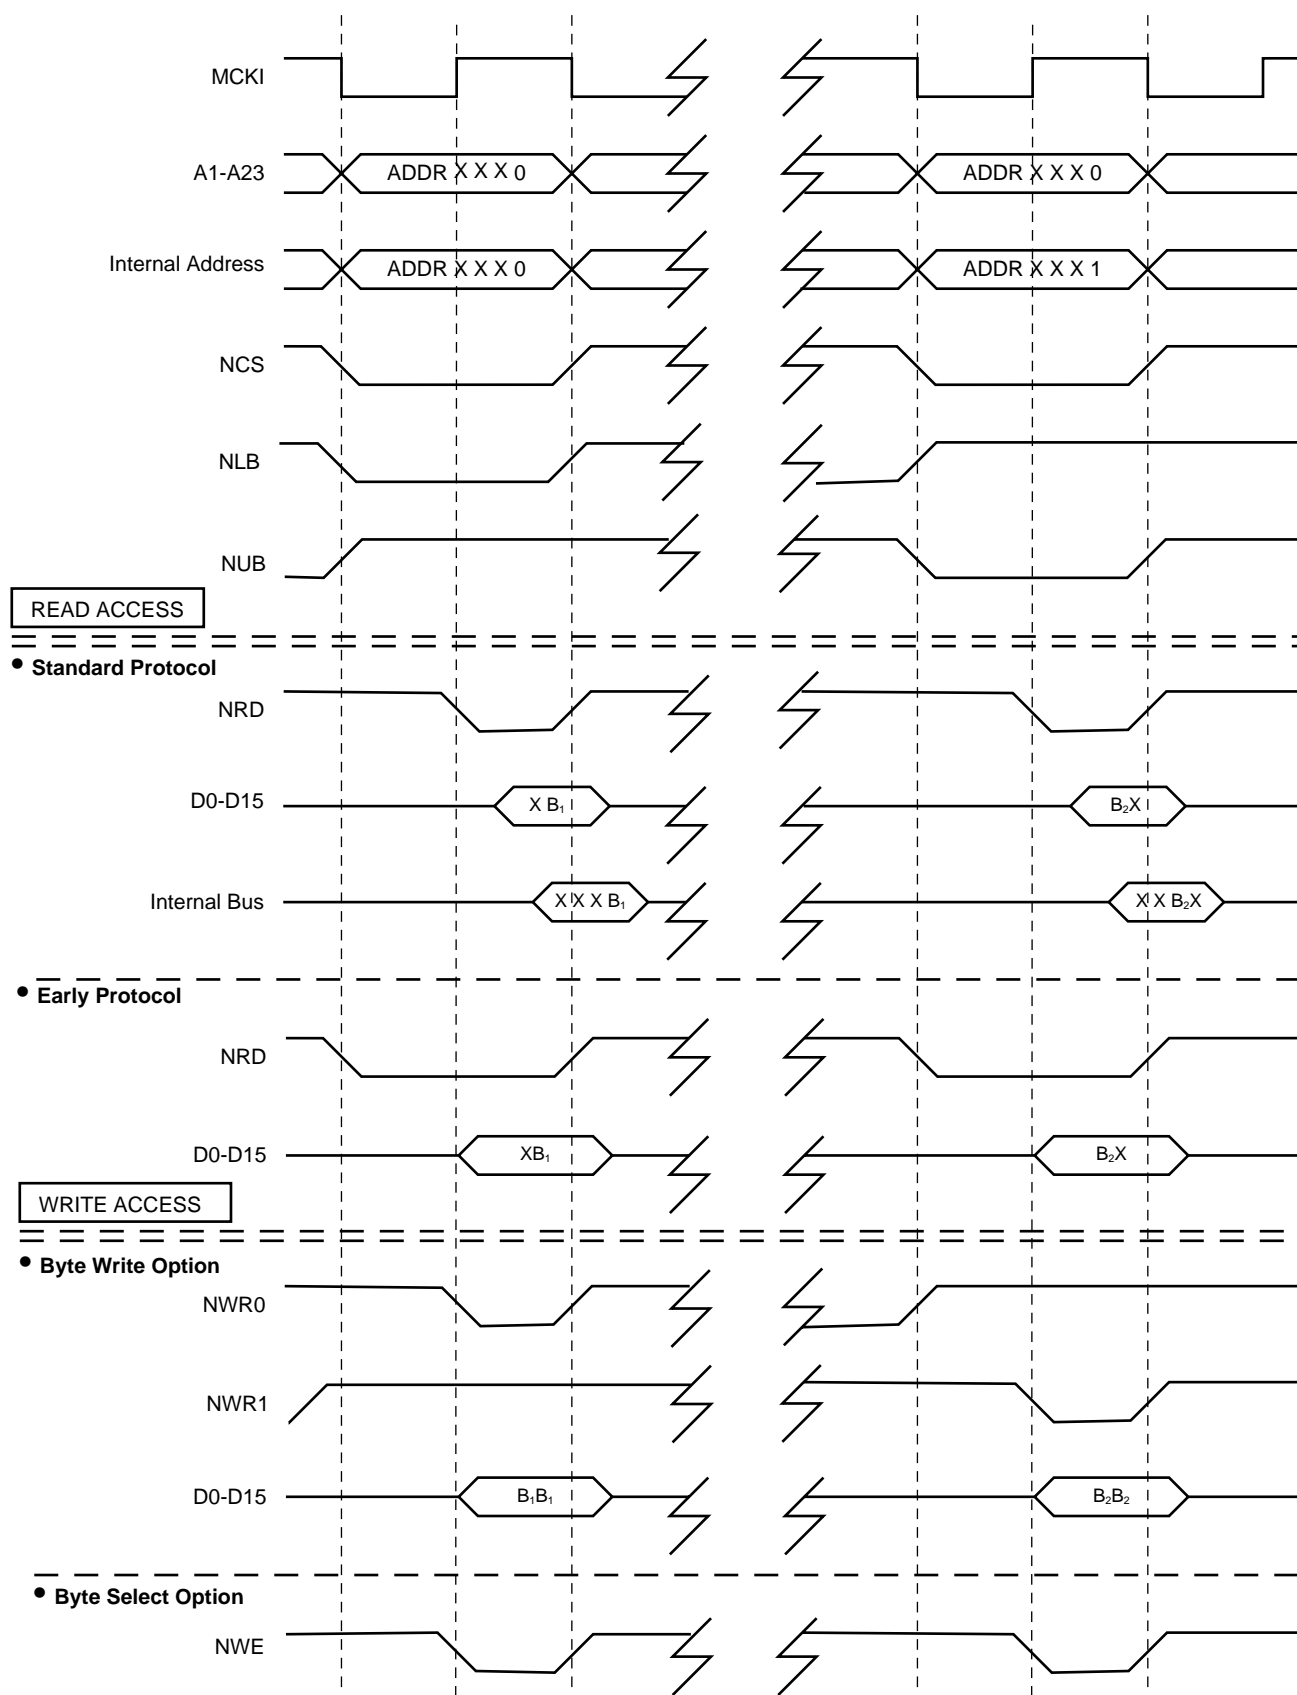 MCKI
A1-A23 ADDR X X X 0 ADDR X X X 0
Internal Address ADDR X X X 0 ADDR X X X 1
NCS
NLB
NUB
READ ACCESS
• Standard Protocol
NRD
D0-D15 X B₁ B₂X
Internal Bus X X X B₁ X X B₂X
• Early Protocol
NRD
D0-D15 XB₁ B₂X
WRITE ACCESS
• Byte Write Option
NWR0
NWR1
D0-D15 B₁B₁ B₂B₂
• Byte Select Option
NWE